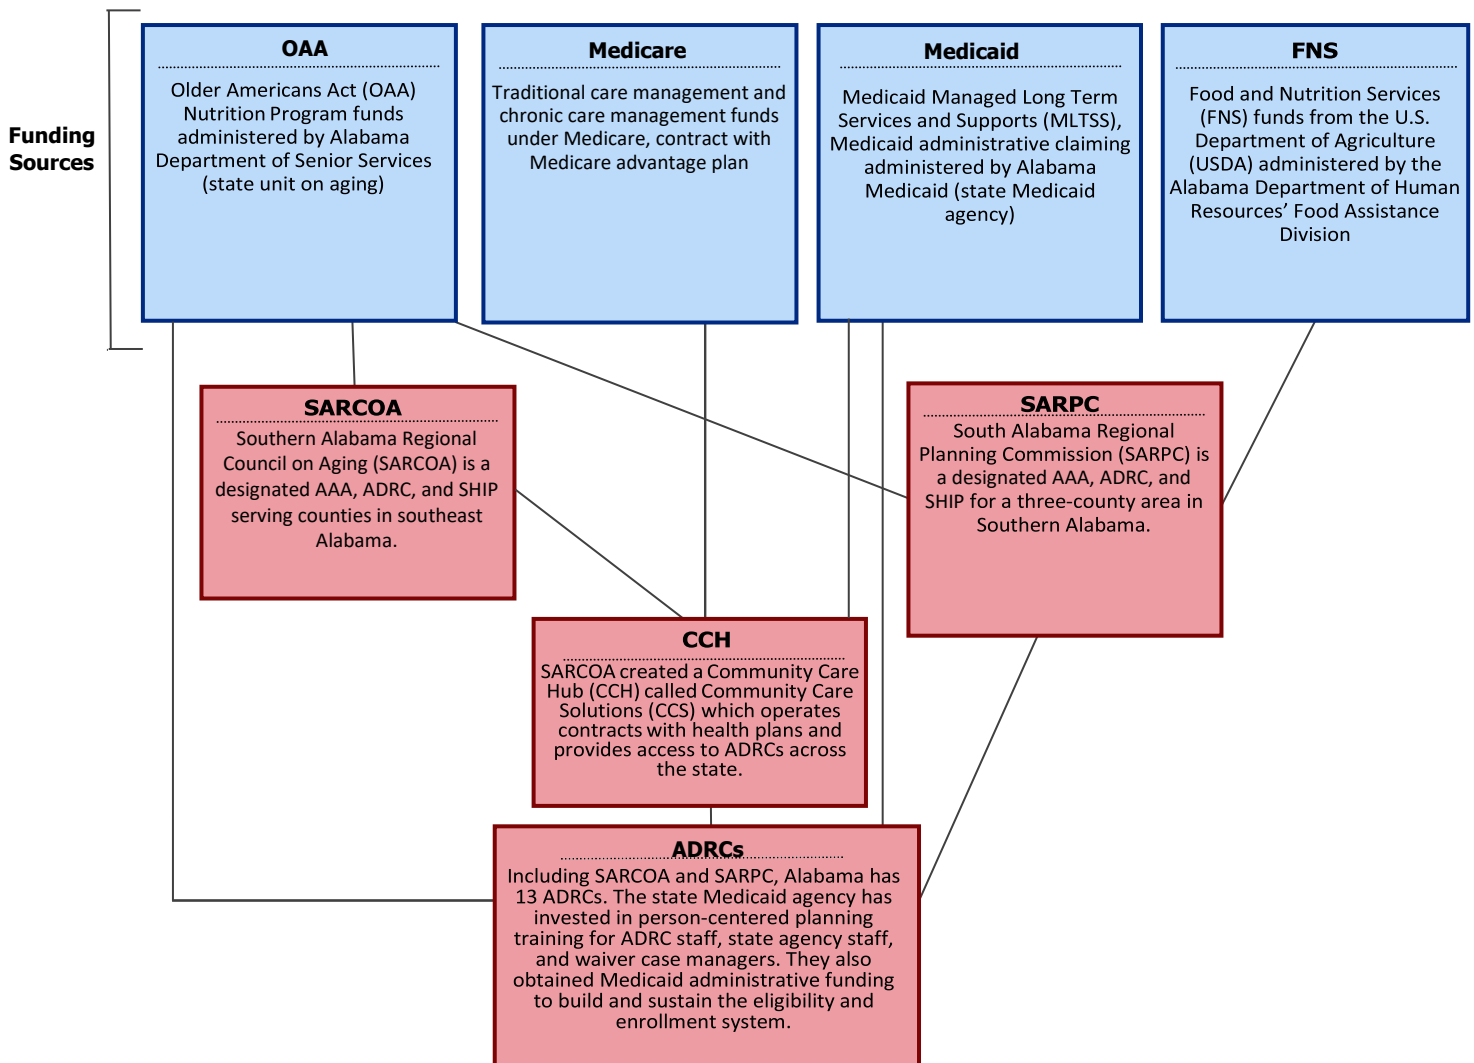 Funding
Sources
OAA
Older Americans Act (OAA)
Nutrition Program funds
administered by Alabama
Department of Senior Services
(state unit on aging)
Medicare
Traditional care management and
chronic care management funds
under Medicare, contract with
Medicare advantage plan
Medicaid
Medicaid Managed Long Term
Services and Supports (MLTSS),
Medicaid administrative claiming
administered by Alabama
Medicaid (state Medicaid
agency)
FNS
Food and Nutrition Services
(FNS) funds from the U.S.
Department of Agriculture
(USDA) administered by the
Alabama Department of Human
Resources’ Food Assistance
Division
SARCOA
Southern Alabama Regional
Council on Aging (SARCOA) is a
designated AAA, ADRC, and SHIP
serving counties in southeast
Alabama.
SARPC
South Alabama Regional
Planning Commission (SARPC) is
a designated AAA, ADRC, and
SHIP for a three-county area in
Southern Alabama.
CCH
SARCOA created a Community Care
Hub (CCH) called Community Care
Solutions (CCS) which operates
contracts with health plans and
provides access to ADRCs across
the state.
ADRCs
Including SARCOA and SARPC, Alabama has
13 ADRCs. The state Medicaid agency has
invested in person-centered planning
training for ADRC staff, state agency staff,
and waiver case managers. They also
obtained Medicaid administrative funding
to build and sustain the eligibility and
enrollment system.